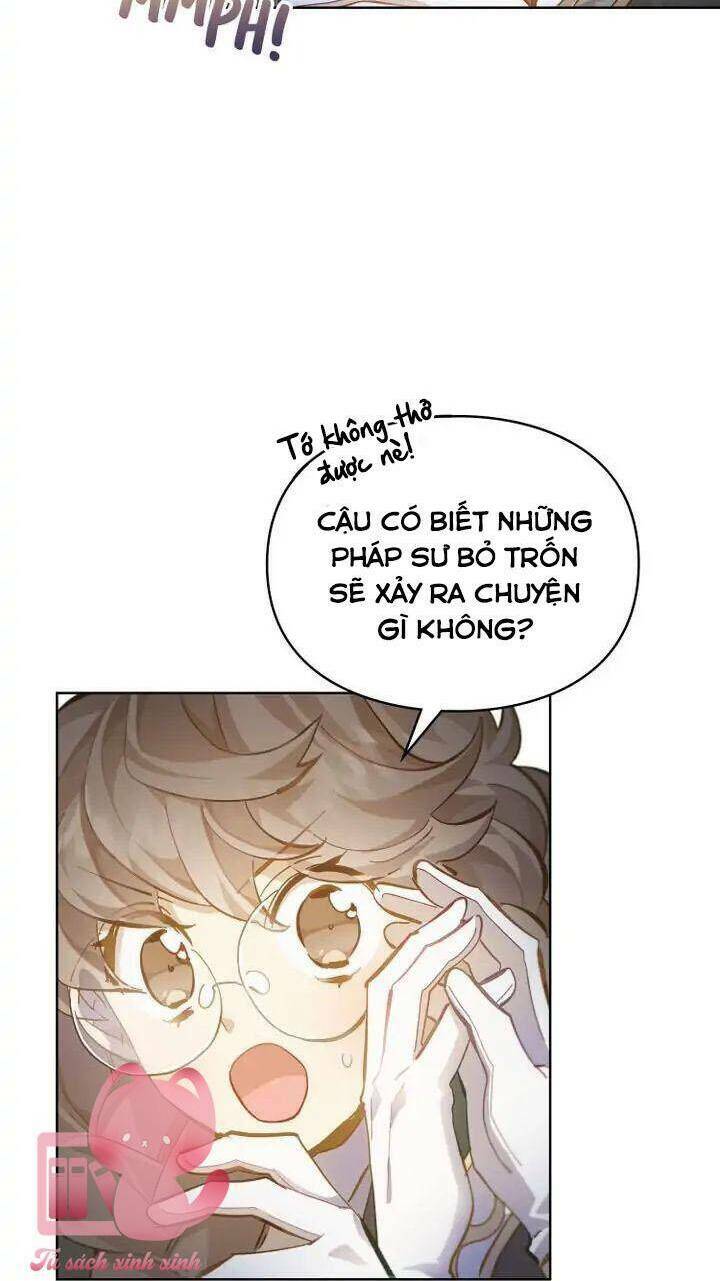 MMPH!
Tớ không thở
được nè!
CẬU CÓ BIẾT NHỮNG
PHÁP SƯ BỎ TRỐN
SẼ XẢY RA CHUYỆN
GÌ KHÔNG?
Tủ sách xinh xinh